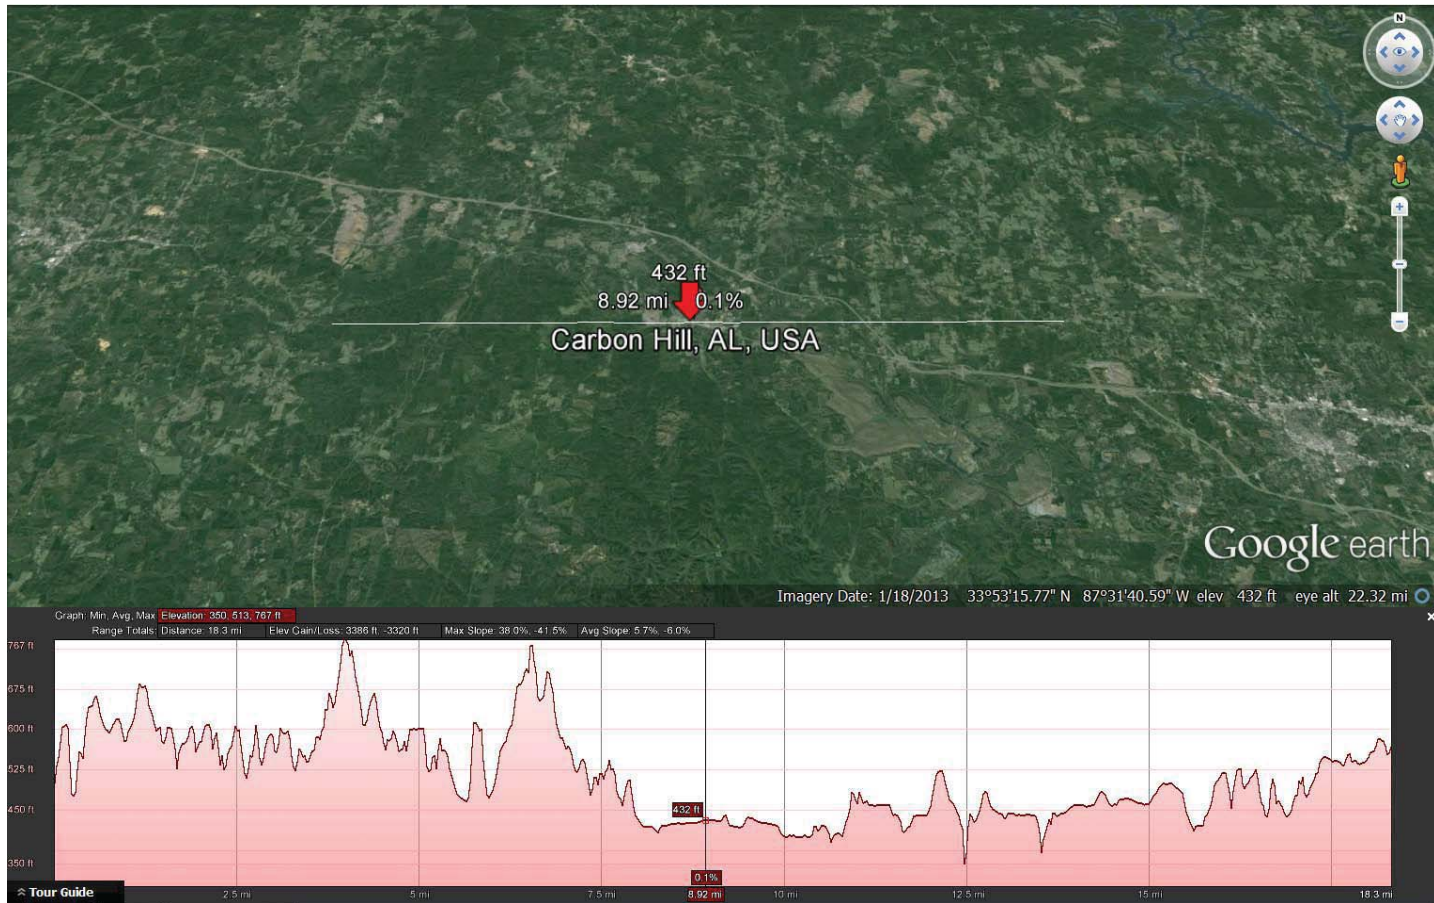 N
432 ft
8.92 mi 0.1%
Carbon Hill, AL, USA
Google earth
Imagery Date: 1/18/2013 33°53'15.77" N 87°31'40.59" W elev 432 ft eye alt 22.32 mi
Graph: Min, Avg, Max Elevation: 350, 513, 767 ft
Range Totals: Distance: 18.3 mi Elev Gain/Loss: 3386 ft, -3320 ft Max Slope: 38.0%, -41.5% Avg Slope: 5.7%, -6.0%
767 ft
675 ft
600 ft
525 ft
450 ft
432 ft
350 ft
0.1%
Tour Guide
2.5 mi 5 mi 7.5 mi 8.92 mi 10 mi 12.5 mi 15 mi 18.3 mi